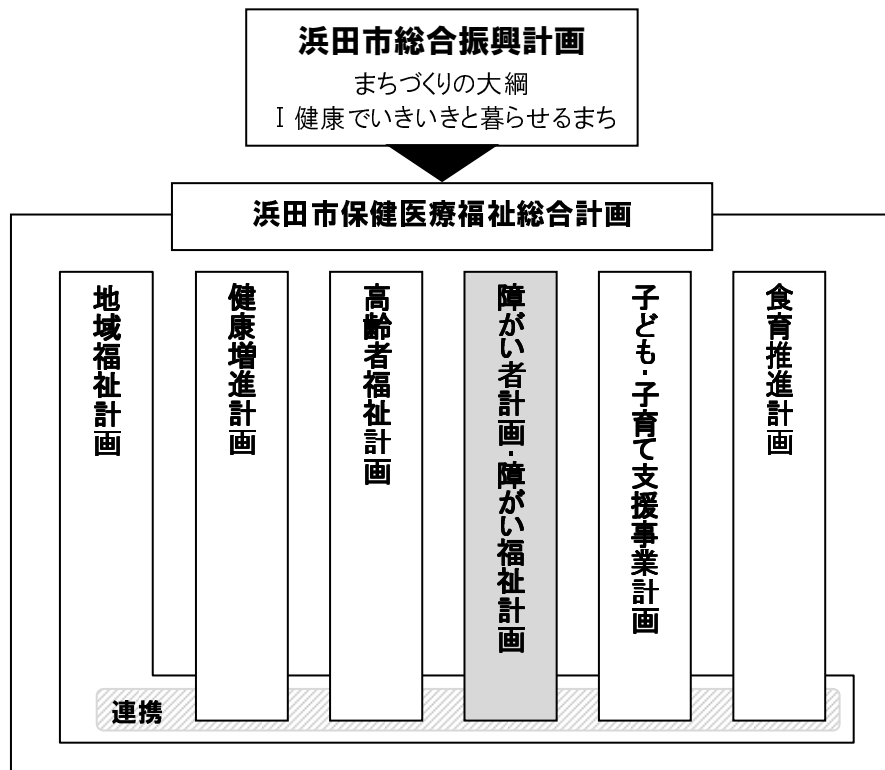 浜田市総合振興計画
まちづくりの大綱
Ⅰ 健康でいきいきと暮らせるまち
浜田市保健医療福祉総合計画
地域福祉計画
健康増進計画
高齢者福祉計画
障がい者計画・障がい福祉計画
子ども・子育て支援事業計画
食育推進計画
連携